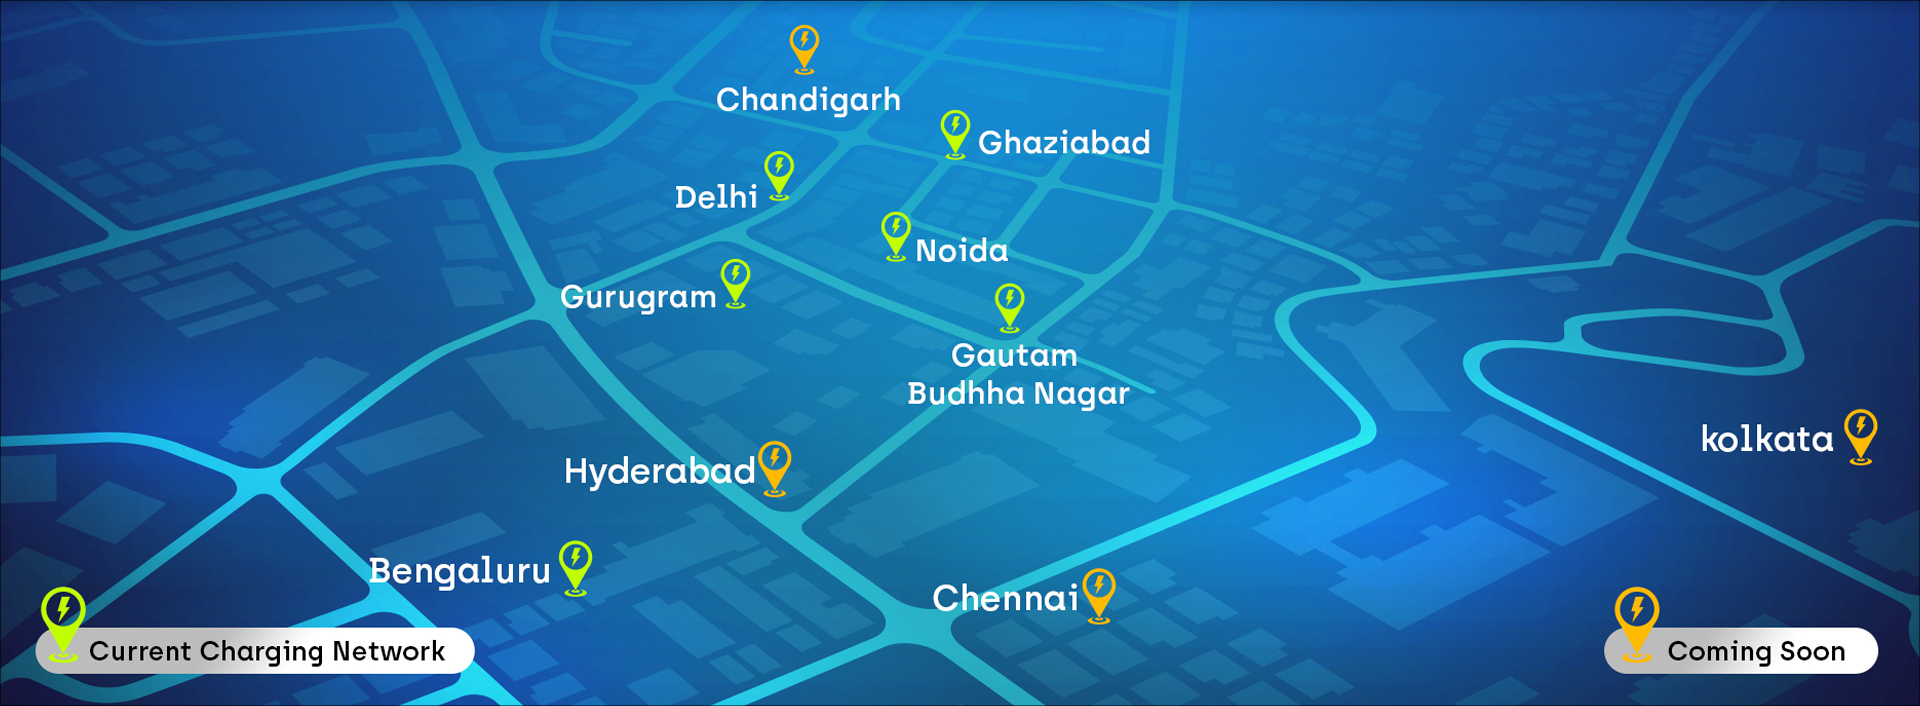 Chandigarh
Ghaziabad
Delhi
Noida
Gurugram
Gautam
Budhha Nagar
kolkata
Hyderabad
Bengaluru
Chennai
Current Charging Network
Coming Soon